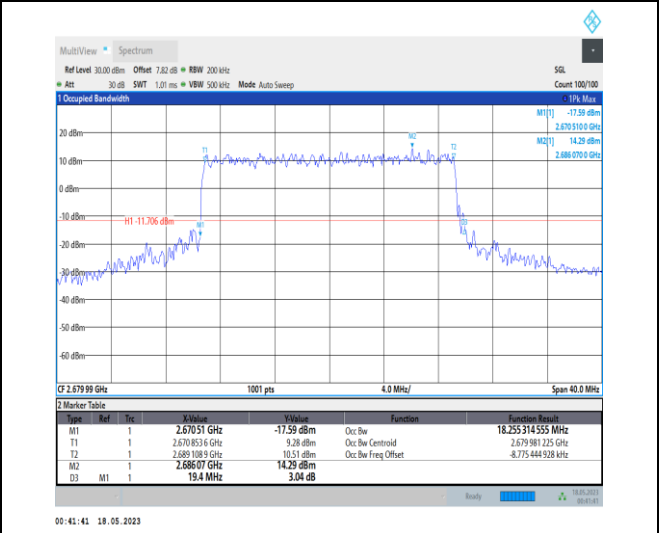 MultiView Spectrum
Ref Level 30.00 dBm Offset 7.82 dB RBW 200 kHz SGL
Att 30 dB SWT 1.01 ms VBW 500 kHz Mode Auto Sweep Count 100/100
1 Occupied Bandwidth 1Pk Max
M1[1] -17.59 dBm
2.670 510 0 GHz
M2[1] 14.29 dBm
2.686 070 0 GHz
20 dBm
10 dBm
0 dBm
-10 dBm
-20 dBm
-30 dBm
-40 dBm
-50 dBm
-60 dBm
T1
M2
T2
H1 -11.706 dBm
M1
D3
CF 2.679 99 GHz 1001 pts 4.0 MHz/ Span 40.0 MHz
2 Marker Table
Type Ref Trc X-Value Y-Value Function Function Result
M1 1 2.67051 GHz -17.59 dBm Occ Bw 18.255 314 555 MHz
T1 1 2.670 853 6 GHz 9.28 dBm Occ Bw Centroid 2.679 981 225 GHz
T2 1 2.689 108 9 GHz 10.51 dBm Occ Bw Freq Offset -8.775 444 928 kHz
M2 1 2.68607 GHz 14.29 dBm
D3 M1 1 19.4 MHz 3.04 dB
Ready 18.05.2023
00:41:41
00:41:41 18.05.2023